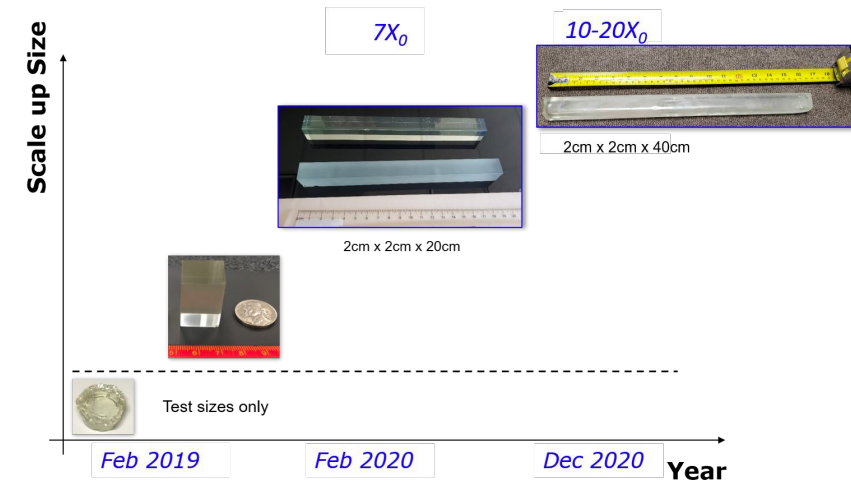 7X0
10-20X0
Scale up Size
2cm x 2cm x 40cm
2cm x 2cm x 20cm
Test sizes only
Feb 2019
Feb 2020
Dec 2020
Year